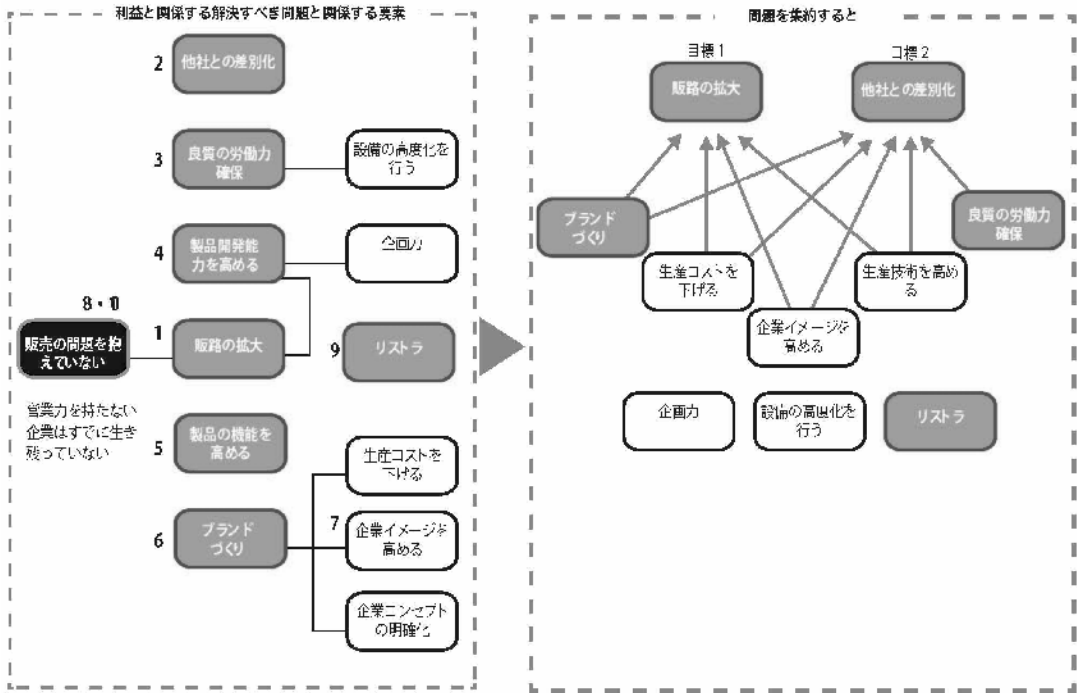 利益と関係する解決すべき問題と関係する要素
2
他社との差別化
3
良質の労働力
確保
設備の高度化を
行う
4
製品開発能
力を高める
企画力
8・
販売の問題を抱
えていない
1
販路の拡大
9
リストラ
営業力を持たない
企業はすでに生き
残っていない
5
製品の機能を
高める
生産コストを
下げる
6
ブランド
づくり
7
企業イメージを
高める
企業コンセプト
の明確化
問題を集約すると
目標1
販路の拡大
目標2
他社との差別化
ブランド
づくり
良質の労働力
確保
生産コストを
下げる
生産技術を高め
る
企業イメージを
高める
企画力
設備の高度化を
行う
リストラ